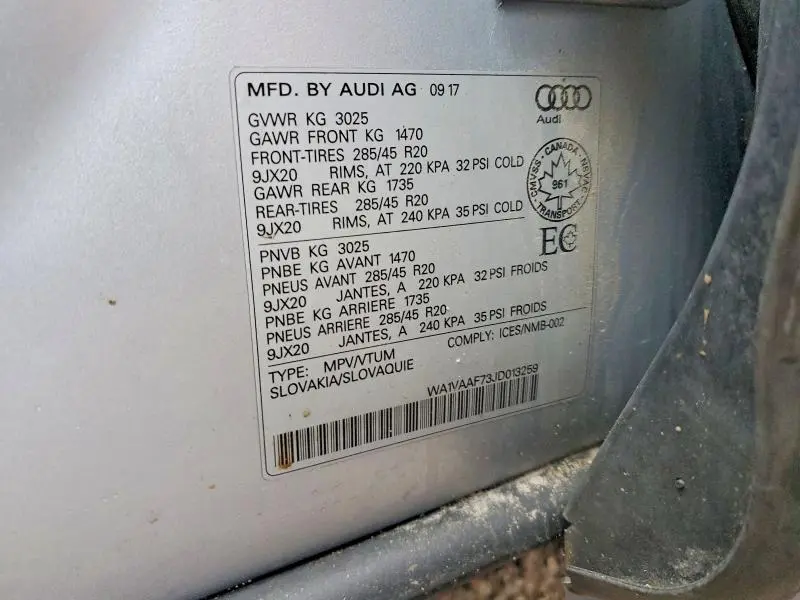 MFD. BY AUDI AG 09 17
Audi
GVWR KG 3025
GAWR FRONT KG 1470
FRONT-TIRES 285/45 R20
9JX20 RIMS, AT 220 KPA 32 PSI COLD
GAWR REAR KG 1735
REAR-TIRES 285/45 R20
9JX20 RIMS, AT 240 KPA 35 PSI COLD
CMVSS - CANADA - NSVAC
961
TRANSPORT
EC
PNVB KG 3025
PNBE KG AVANT 1470
PNEUS AVANT 285/45 R20
9JX20 JANTES, A 220 KPA 32 PSI FROIDS
PNBE KG ARRIERE 1735
PNEUS ARRIERE 285/45 R20
9JX20 JANTES, A 240 KPA 35 PSI FROIDS
COMPLY: ICES/NMB-002
TYPE: MPV/VTUM
SLOVAKIA/SLOVAQUIE
WA1VAAF73JD013259